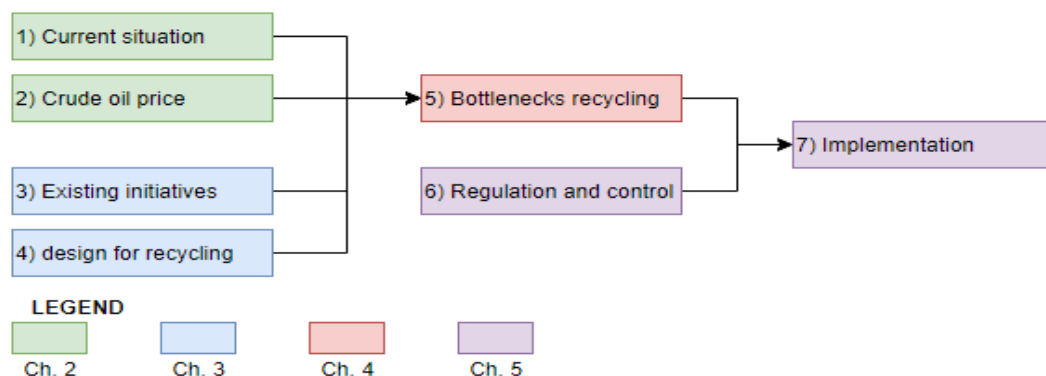 1) Current situation
2) Crude oil price
5) Bottlenecks recycling
7) Implementation
3) Existing initiatives
6) Regulation and control
4) design for recycling
LEGEND
Ch. 2
Ch. 3
Ch. 4
Ch. 5